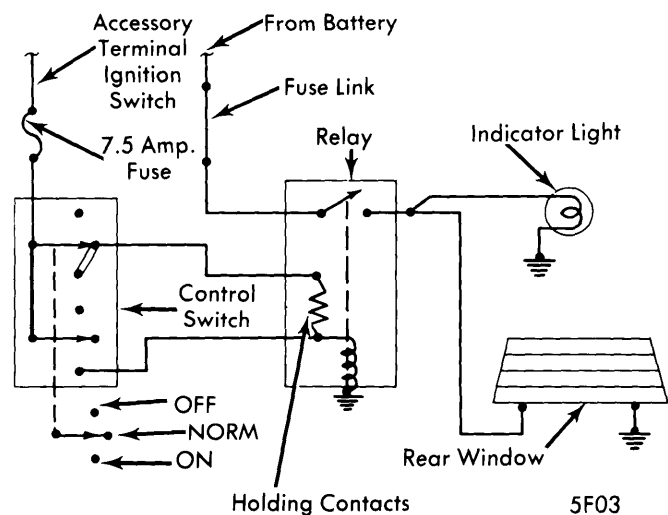 Accessory
Terminal
Ignition
Switch
From Battery
Fuse Link
7.5 Amp.
Fuse
Relay
Indicator Light
Control
Switch
OFF
NORM
ON
Rear Window
Holding Contacts
5F03